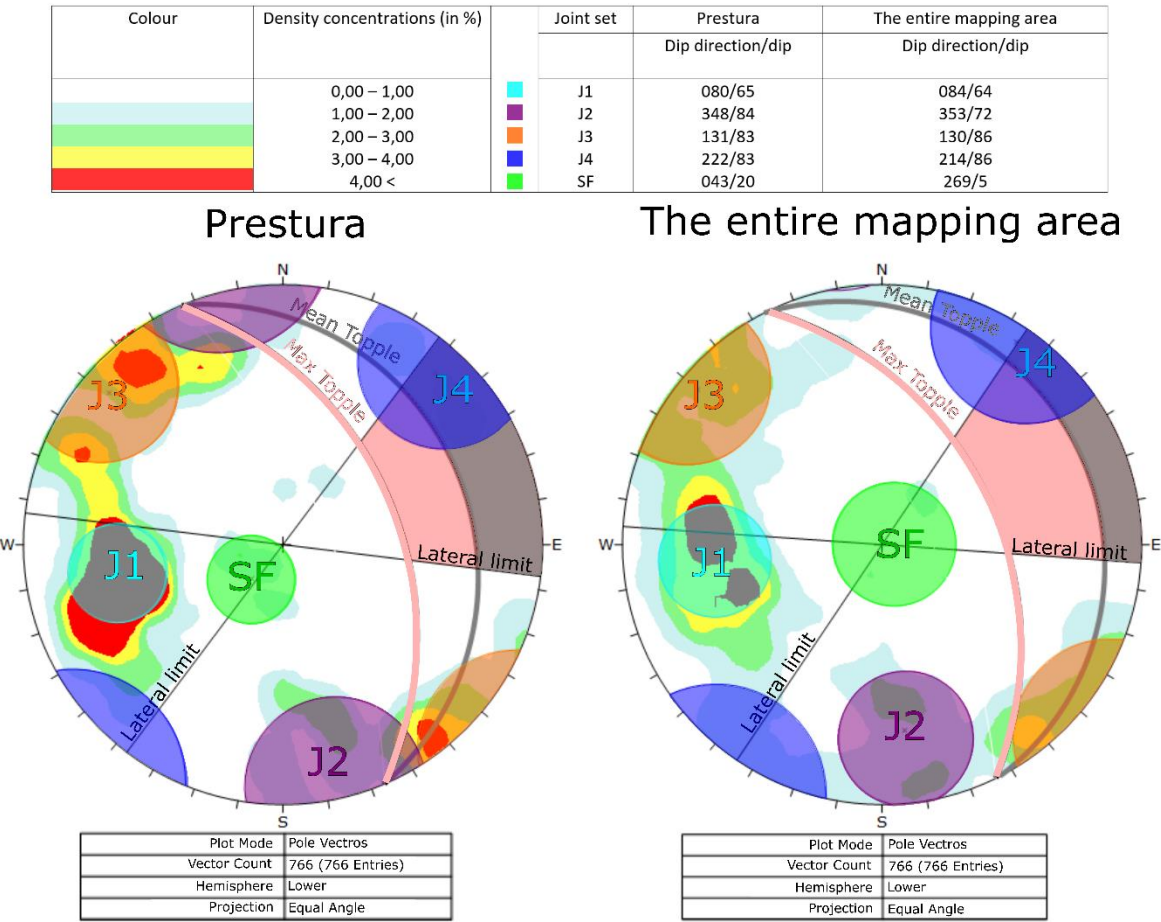 Colour Density concentrations (in %) Joint set Prestura The entire mapping area
Dip direction/dip Dip direction/dip
0,00 – 1,00 J1 080/65 084/64
1,00 – 2,00 J2 348/84 353/72
2,00 – 3,00 J3 131/83 130/86
3,00 – 4,00 J4 222/83 214/86
4,00 < SF 043/20 269/5
Prestura
The entire mapping area
N
Mean Topple
Max Topple
J3
J4
W
J1
SF
Lateral limit
E
Lateral limit
J2
S
N
Mean Topple
Max Topple
J3
J4
W
J1
SF
Lateral limit
E
Lateral limit
J2
S
Plot Mode Pole Vectros
Vector Count 766 (766 Entries)
Hemisphere Lower
Projection Equal Angle
Plot Mode Pole Vectros
Vector Count 766 (766 Entries)
Hemisphere Lower
Projection Equal Angle